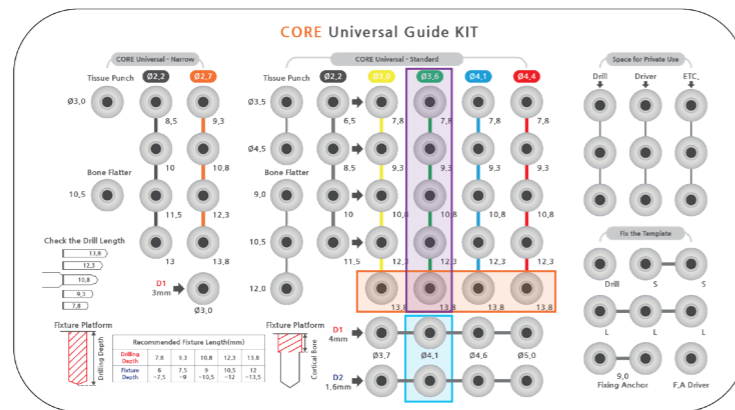 CORE Universal Guide KIT
CORE Universal - Narrow
CORE Universal - Standard
Space for Private Use
Tissue Punch Ø2,2 Ø2,7
Tissue Punch Ø2,2 Ø3,0 Ø3,6 Ø4,1 Ø4,4
Drill Driver ETC.
Ø3,0
Ø3,5
8,5 9,3
6,5 7,8 7,8 7,8 7,8
Ø4,5
10 10,8
8,5 9,3 9,3 9,3 9,3
Bone Flatter
Bone Flatter
10,5
9,0
11,5 12,3
10 10,8 10,8 10,8 10,8
Fix the Template
Check the Drill Length
13,8
12,3
10,8
9,3
7,8
10,5
13 13,8
11,5 12,3 12,3 12,3 12,3
Drill S S
D1
3mm
Ø3,0
12,0
13,8 13,8 13,8 13,8
L L L
Fixture Platform
Drilling Depth
Recommended Fixture Length(mm)
Drilling Depth 7.8 9.3 10.8 12,3 13.8
Fixture Depth 6 ~7,5 7,5 ~9 9 ~10,5 10,5 ~12 12 ~13,5
Fixture Platform
Cortical Bone
D1
4mm
Ø3,7 Ø4,1 Ø4,6 Ø5,0
D2
1,6mm
9,0
Fixing Anchor F,A Driver